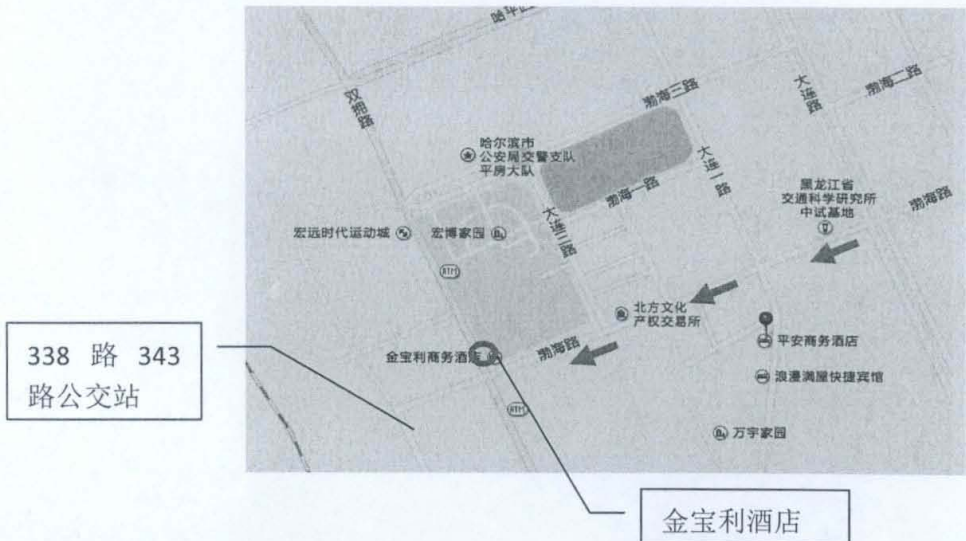 双拥路
渤海三路
大连路
渤海二路
哈尔滨市
公安局交警支队
平房大队
大连一路
渤海一路
黑龙江省
交通科学研究所
中试基地
渤海路
大连三路
宏远时代运动城
宏博家园
ATM
北方文化
产权交易所
渤海路
平安商务酒店
金宝利商务酒店
浪漫满屋快捷宾馆
ATM
万宇家园
338 路 343
路公交站
金宝利酒店